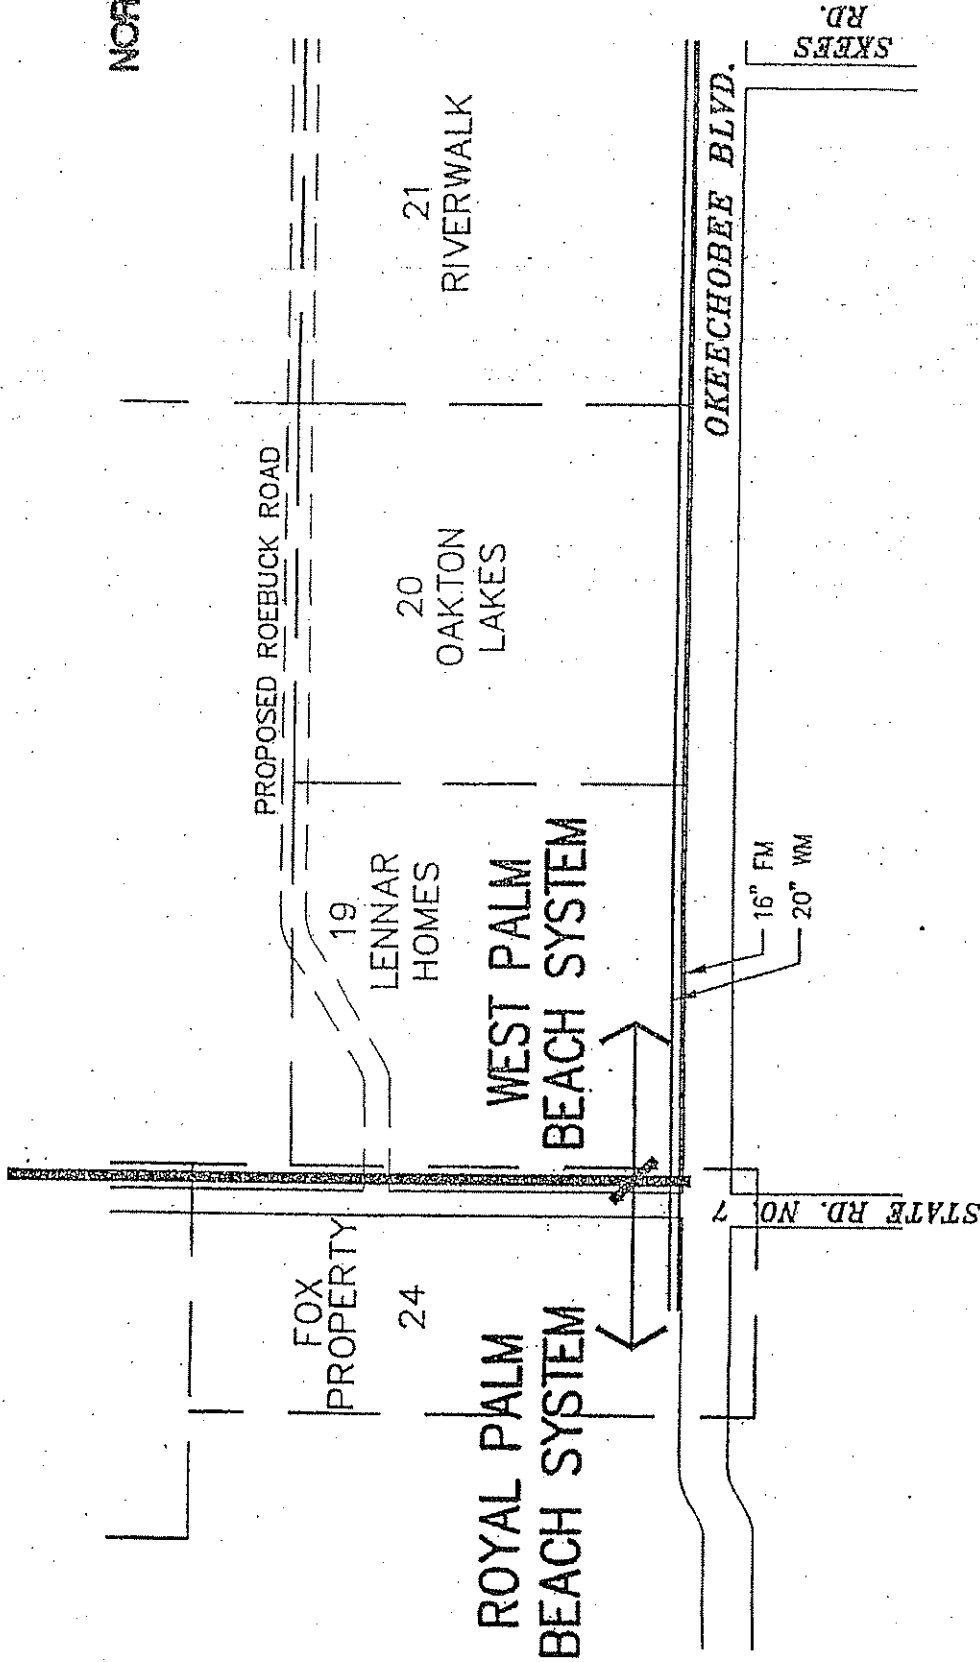 NOR
PROPOSED ROEBUCK ROAD
FOX
PROPERTY
24
19
LENNAR
HOMES
20
OAKTON
LAKES
21
RIVERWALK
ROYAL PALM
BEACH SYSTEM
WEST PALM
BEACH SYSTEM
16" FM
20" WM
OKEECHOBEE BLVD.
STATE RD. NO. 7
SKEES
RD.